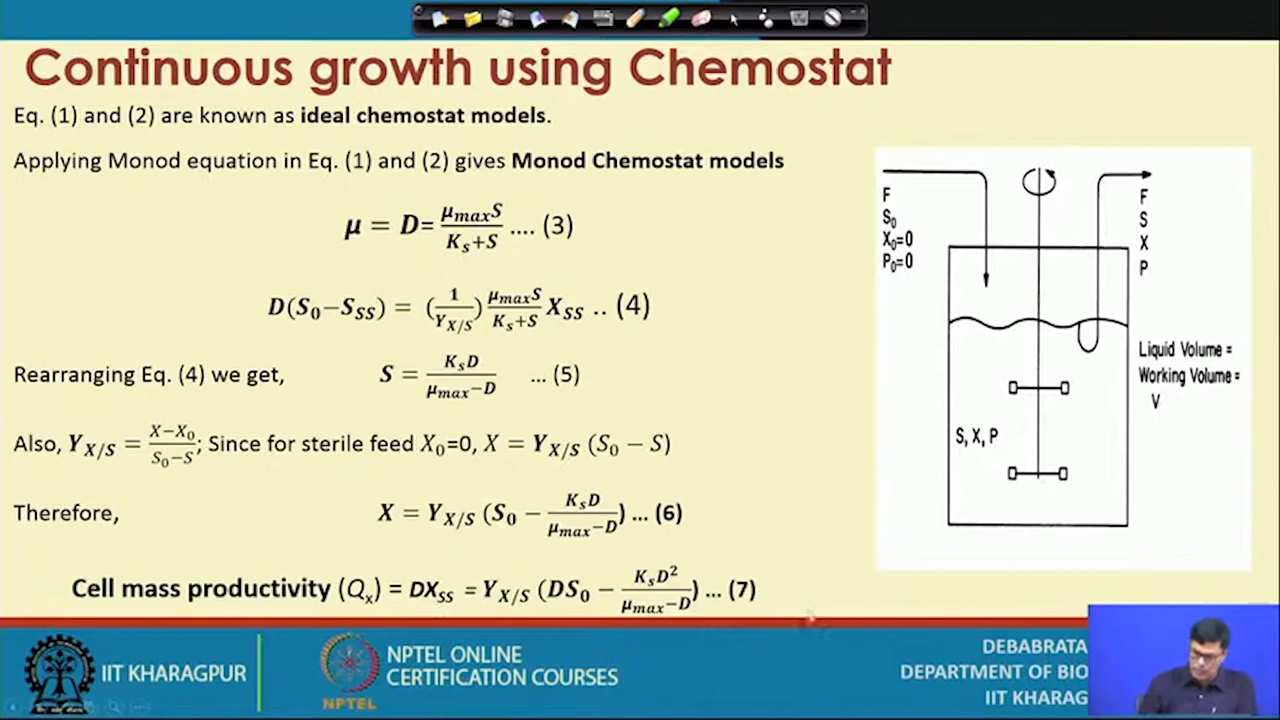 Continuous growth using Chemostat
Eq. (1) and (2) are known as ideal chemostat models.
Applying Monod equation in Eq. (1) and (2) gives Monod Chemostat models
μ = D= μmaxS / Ks+S .... (3)
D(S0−SSS) = (1/YX/S) μmaxS / Ks+S XSS .. (4)
Rearranging Eq. (4) we get, S = KsD / μmax−D ... (5)
Also, YX/S = X−X0 / S0−S; Since for sterile feed X0=0, X = YX/S (S0 − S)
Therefore, X = YX/S (S0 − KsD / μmax−D) ... (6)
Cell mass productivity (Qx) = DXSS = YX/S (DS0 − KsD² / μmax−D) ... (7)
F
S0
X0=0
P0=0
F
S
X
P
Liquid Volume =
Working Volume =
V
S, X, P
IIT KHARAGPUR
NPTEL
NPTEL ONLINE
CERTIFICATION COURSES
DEBABRATA
DEPARTMENT OF BIO
IIT KHARAG